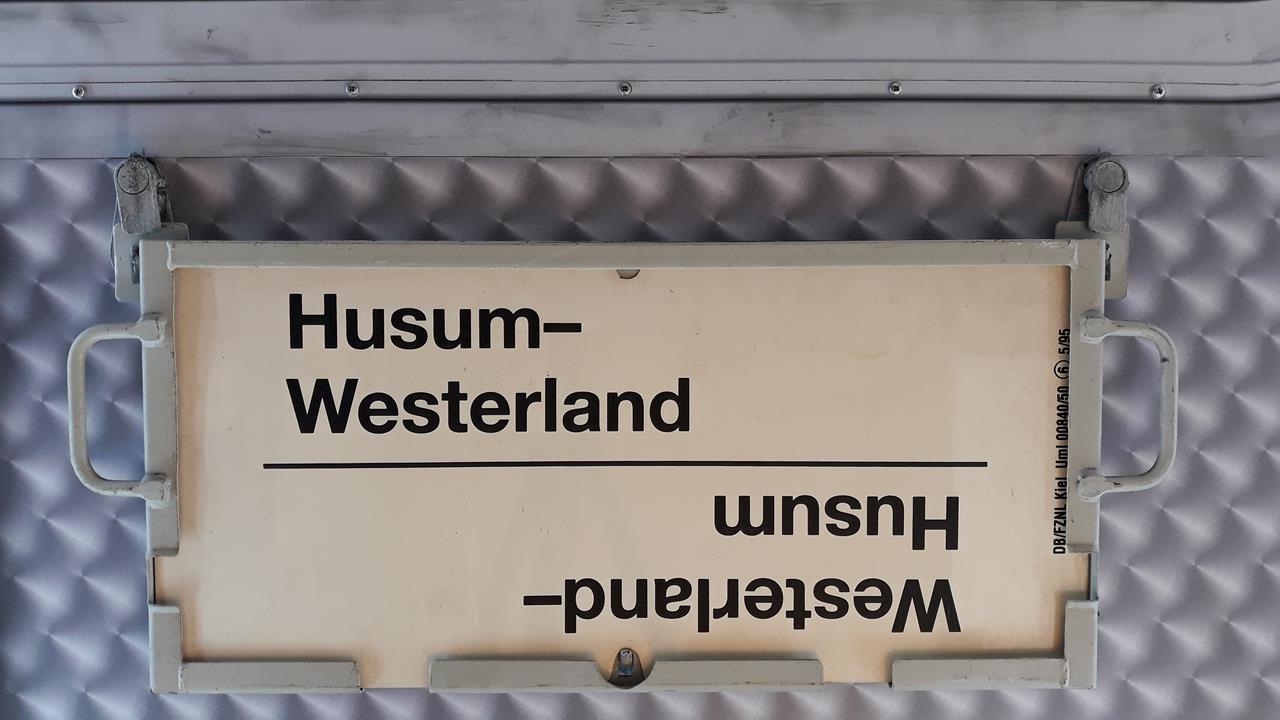 Husum–
Westerland
Westerland–
Husum
DB/FZNL Kiel Uml 00840/50 ⑥ 5/95